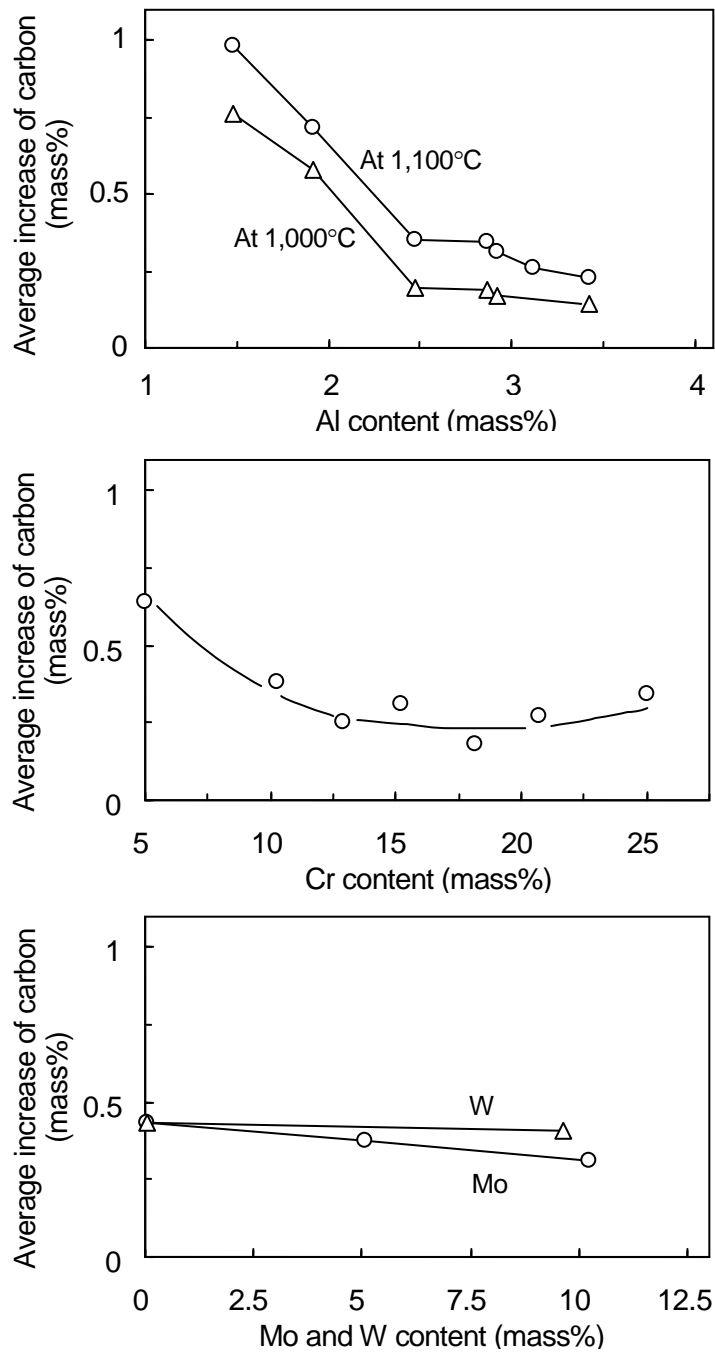 Average increase of carbon
(mass%)
1
0.5
0
At 1,100°C
At 1,000°C
1 2 3 4
Al content (mass%)
Average increase of carbon
(mass%)
1
0.5
0
5 10 15 20 25
Cr content (mass%)
Average increase of carbon
(mass%)
1
0.5
0
W
Mo
0 2.5 5 7.5 10 12.5
Mo and W content (mass%)